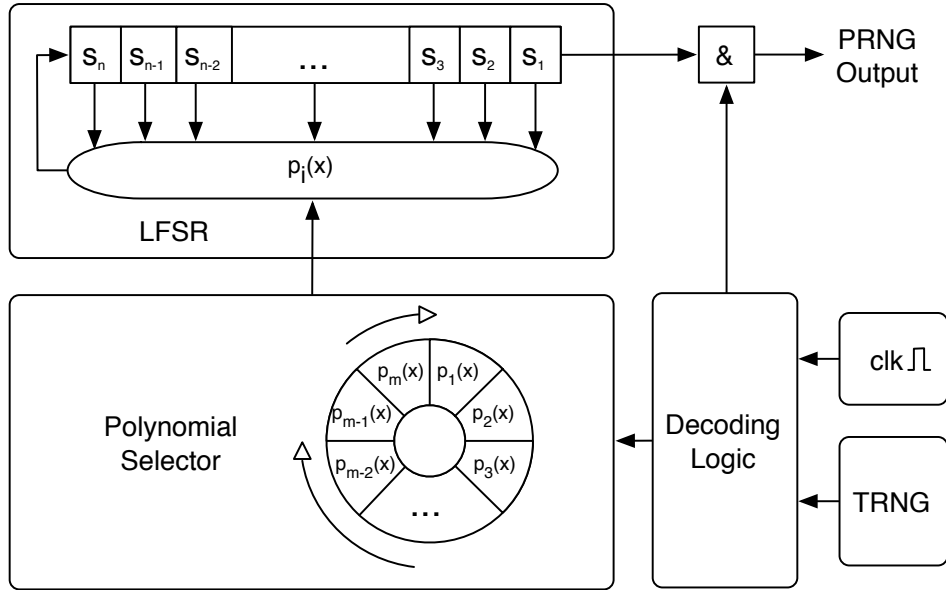 Sn Sn-1 Sn-2 ... S3 S2 S1
&
PRNG
Output
pi(x)
LFSR
pm(x) p1(x)
pm-1(x) p2(x)
pm-2(x) p3(x)
...
Polynomial
Selector
Decoding
Logic
clk
TRNG